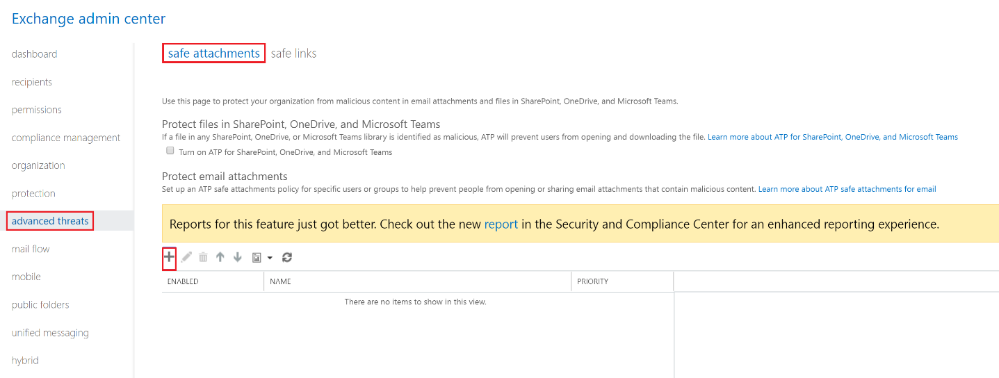 Exchange admin center
dashboard
recipients
permissions
compliance management
organization
protection
advanced threats
mail flow
mobile
public folders
unified messaging
hybrid
safe attachments safe links
Use this page to protect your organization from malicious content in email attachments and files in SharePoint, OneDrive, and Microsoft Teams.
Protect files in SharePoint, OneDrive, and Microsoft Teams
If a file in any SharePoint, OneDrive, or Microsoft Teams library is identified as malicious, ATP will prevent users from opening and downloading the file. Learn more about ATP for SharePoint, OneDrive, and Microsoft Teams
Turn on ATP for SharePoint, OneDrive, and Microsoft Teams
Protect email attachments
Set up an ATP safe attachments policy for specific users or groups to help prevent people from opening or sharing email attachments that contain malicious content. Learn more about ATP safe attachments for email
Reports for this feature just got better. Check out the new report in the Security and Compliance Center for an enhanced reporting experience.
ENABLED NAME PRIORITY
There are no items to show in this view.